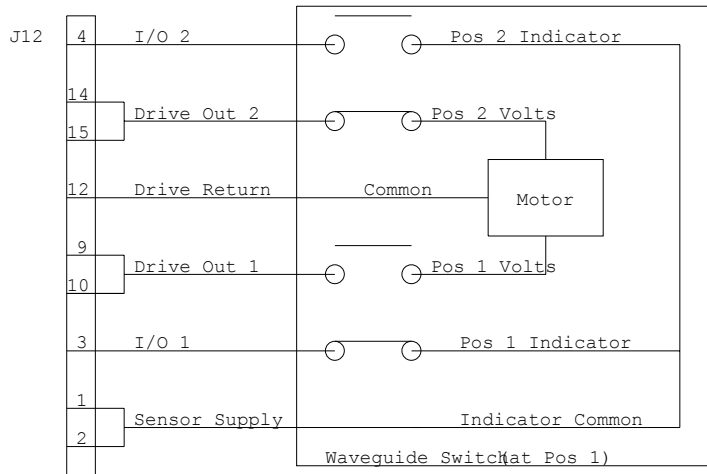 J12 4 I/O 2 Pos 2 Indicator
14
Drive Out 2 Pos 2 Volts
15
12 Drive Return Common Motor
9
Drive Out 1 Pos 1 Volts
10
3 I/O 1 Pos 1 Indicator
1
Sensor Supply Indicator Common
2
Waveguide Switch(at Pos 1)